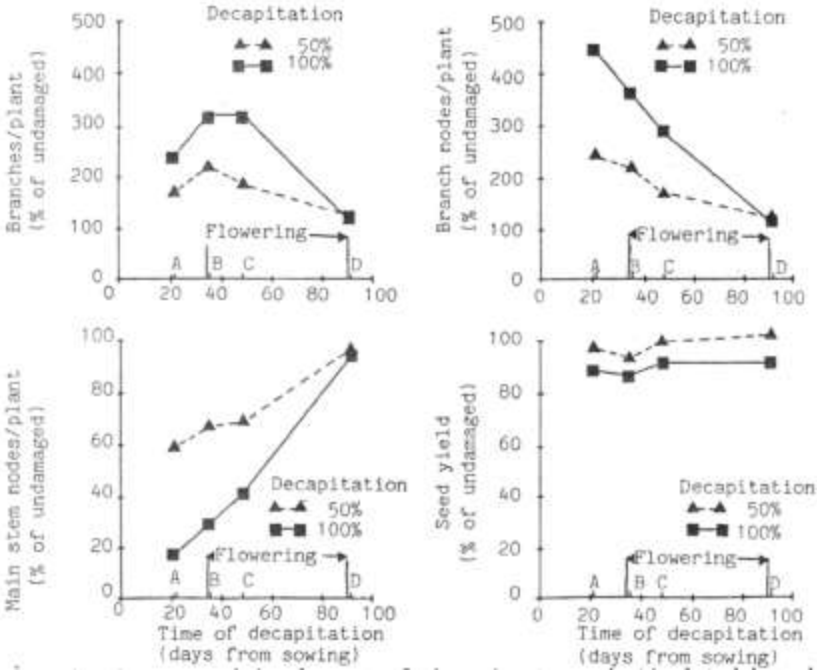 Decapitation
50%
100%
Branches/plant
(% of undamaged)
500
400
300
200
100
0
Flowering
A B C D
0 20 40 60 80 100
Decapitation
50%
100%
Branch nodes/plant
(% of undamaged)
500
400
300
200
100
0
Flowering
A B C D
0 20 40 60 80 100
Main stem nodes/plant
(% of undamaged)
100
80
60
40
20
0
Decapitation
50%
100%
Flowering
A B C D
0 20 40 60 80 100
Time of decapitation
(days from sowing)
Seed yield
(% of undamaged)
100
80
60
40
20
0
Decapitation
50%
100%
Flowering
A B C D
0 20 40 60 80 100
Time of decapitation
(days from sowing)